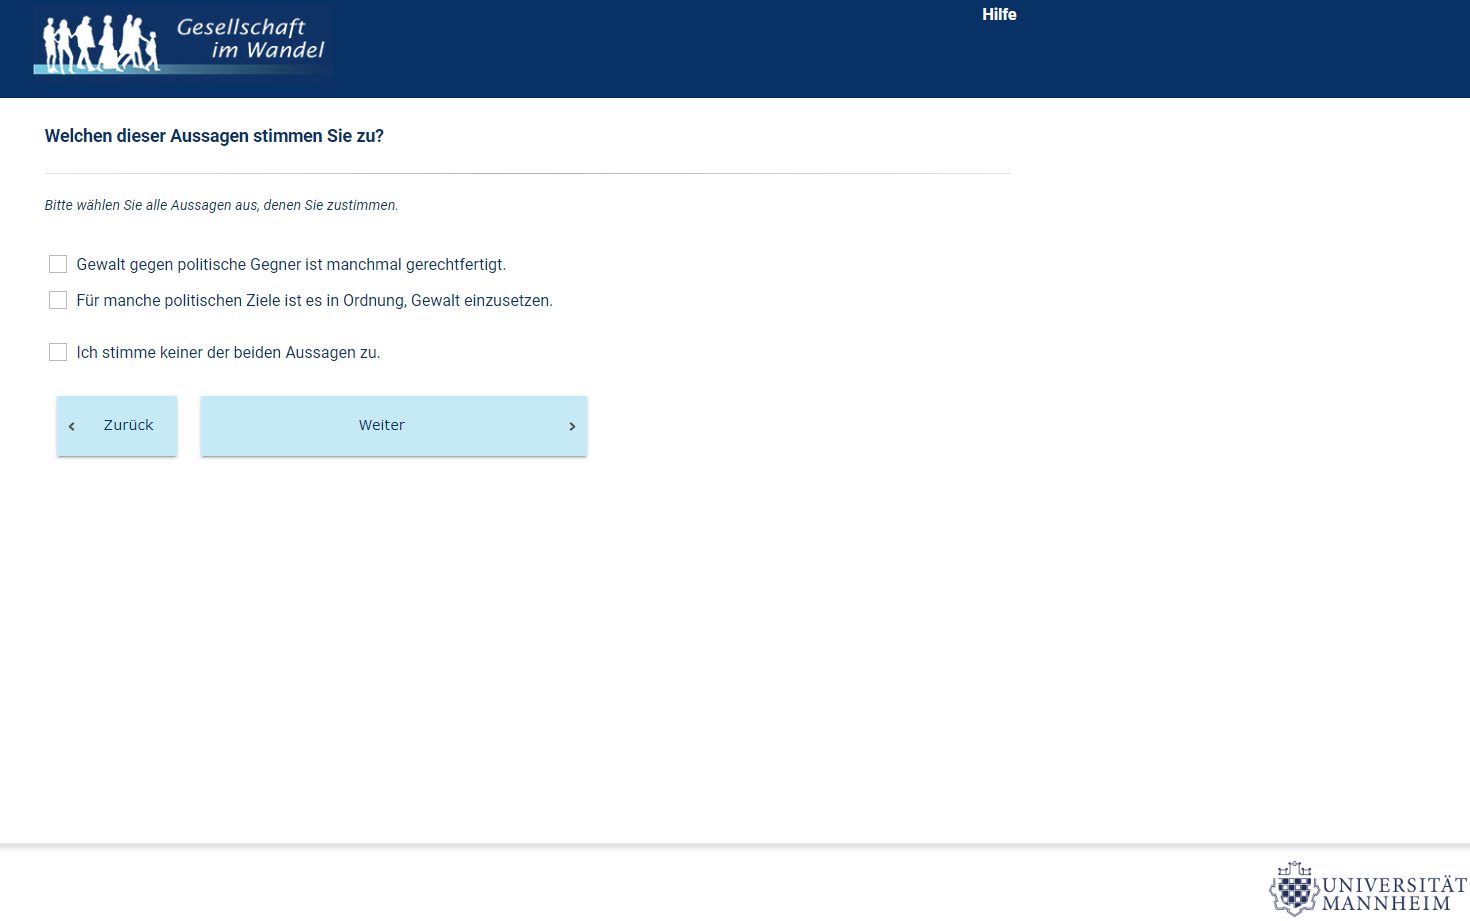 Gesellschaft
im Wandel
Hilfe
Welchen dieser Aussagen stimmen Sie zu?
Bitte wählen Sie alle Aussagen aus, denen Sie zustimmen.
Gewalt gegen politische Gegner ist manchmal gerechtfertigt.
Für manche politischen Ziele ist es in Ordnung, Gewalt einzusetzen.
Ich stimme keiner der beiden Aussagen zu.
‹ Zurück
Weiter ›
UNIVERSITÄT
MANNHEIM